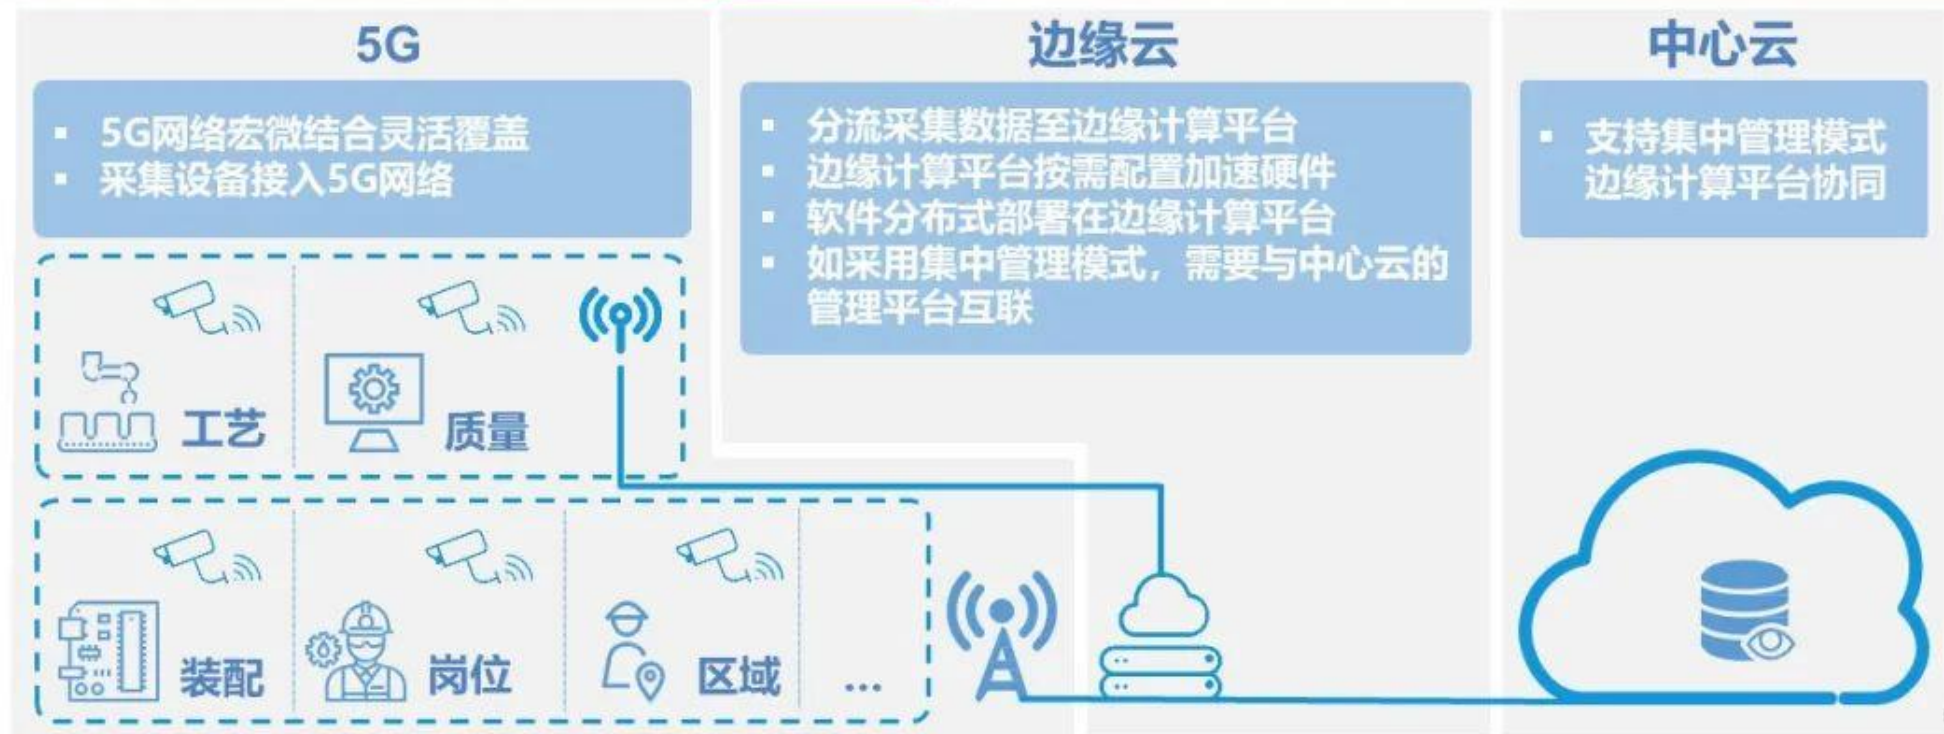 5G
5G网络宏微结合灵活覆盖
采集设备接入5G网络
边缘云
分流采集数据至边缘计算平台
边缘计算平台按需配置加速硬件
软件分布式部署在边缘计算平台
如采用集中管理模式，需要与中心云的
管理平台互联
中心云
支持集中管理模式
边缘计算平台协同
工艺
质量
装配
岗位
区域
...